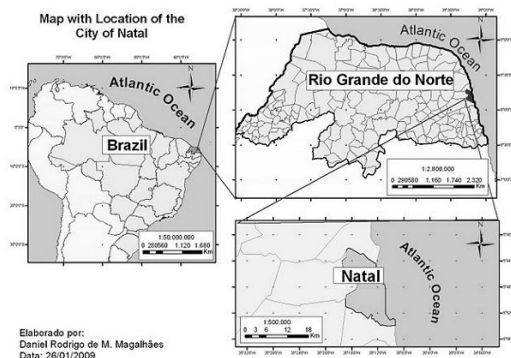 Map with Location of the
City of Natal
Atlantic Ocean
Brazil
1:50.000.000
0 280560 1.120 1.680
Km
Atlantic Ocean
Rio Grande do Norte
1:2.800.000
0 290580 1.160 1.740 2.320
Km
Natal
Atlantic Ocean
1:500.000
0 3 6 12 18
Km
Elaborado por:
Daniel Rodrigo de M. Magalhães
Data: 26/01/2009